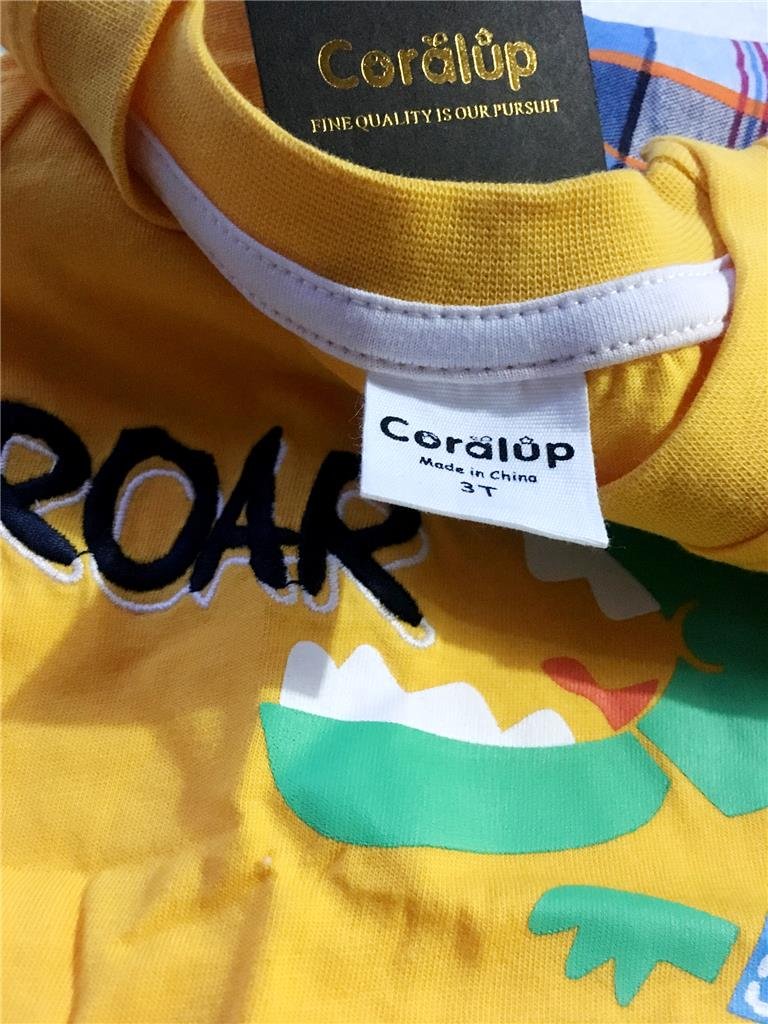 Coralup
FINE QUALITY IS OUR PURSUIT
Coralup
Made in China
3T
ROAR